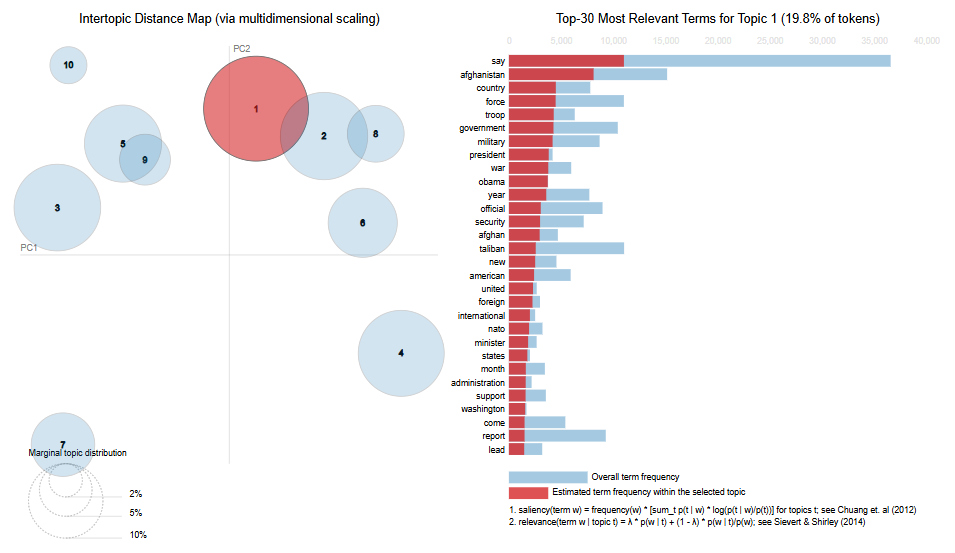 Intertopic Distance Map (via multidimensional scaling)
PC2
10
1
2
8
5
9
3
6
PC1
4
7
Marginal topic distribution
2%
5%
10%
Top-30 Most Relevant Terms for Topic 1 (19.8% of tokens)
0 5,000 10,000 15,000 20,000 25,000 30,000 35,000 40,000
say
afghanistan
country
force
troop
government
military
president
war
obama
year
official
security
afghan
taliban
new
american
united
foreign
international
nato
minister
states
month
administration
support
washington
come
report
lead
Overall term frequency
Estimated term frequency within the selected topic
1. saliency(term w) = frequency(w) * [sum_t p(t | w) * log(p(t | w)/p(t))] for topics t; see Chuang et. al (2012)
2. relevance(term w | topic t) = λ * p(w | t) + (1 - λ) * p(w | t)/p(w); see Sievert & Shirley (2014)